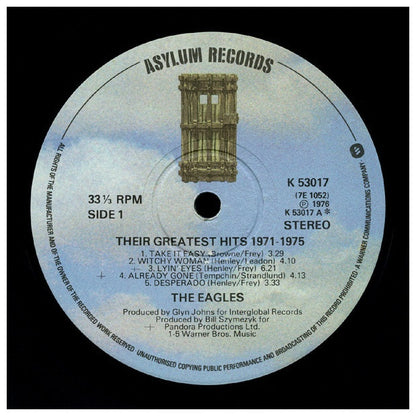 ASYLUM RECORDS
33 1/3 RPM
SIDE 1
K 53017
(7E 1052)
℗ 1976
K 53017 A *
STEREO
THEIR GREATEST HITS 1971-1975
1. TAKE IT EASY (Browne/Frey) 3.29
2. WITCHY WOMAN (Henley/Leadon) 4.10
+ 3. LYIN' EYES (Henley/Frey) 6.21
+ 4. ALREADY GONE (Tempchin/Strandlund) 4.13
5. DESPERADO (Henley/Frey) 3.33
THE EAGLES
Produced by Glyn Johns for Interglobal Records
Produced by Bill Szymezyk for
+ Pandora Productions Ltd.
1-5 Warner Bros. Music
ALL RIGHTS OF THE MANUFACTURER AND OF THE OWNER OF THE RECORDED WORK RESERVED UNAUTHORISED COPYING PUBLIC PERFORMANCE AND BROADCASTING OF THIS RECORD PROHIBITED · A WARNER COMMUNICATIONS COMPANY.